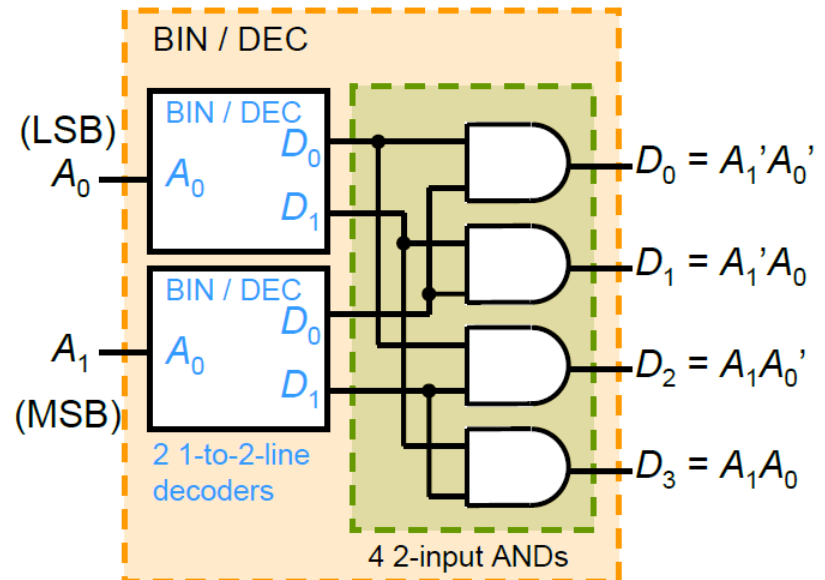 BIN / DEC
(LSB)
A₀
BIN / DEC
A₀
D₀
D₁
D₀ = A₁’A₀’
D₁ = A₁’A₀
A₁
(MSB)
BIN / DEC
A₀
D₀
D₁
D₂ = A₁A₀’
D₃ = A₁A₀
2 1-to-2-line
decoders
4 2-input ANDs